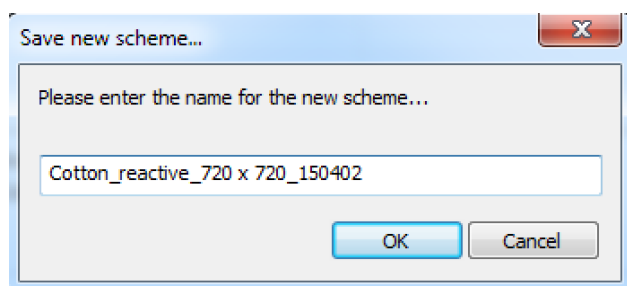 Save new scheme...
Please enter the name for the new scheme...
Cotton_reactive_720 x 720_150402
OK Cancel